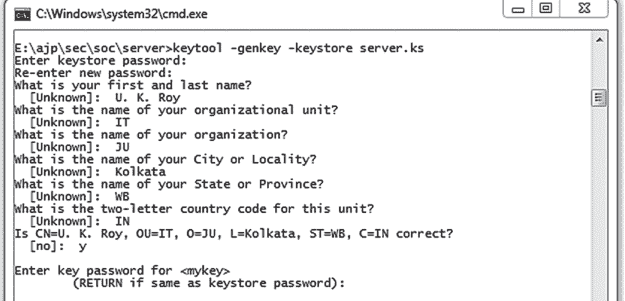 C:\Windows\system32\cmd.exe
E:\ajp\sec\soc\server>keytool -genkey -keystore server.ks
Enter keystore password:
Re-enter new password:
What is your first and last name?
  [Unknown]:  U. K. Roy
What is the name of your organizational unit?
  [Unknown]:  IT
What is the name of your organization?
  [Unknown]:  JU
What is the name of your City or Locality?
  [Unknown]:  Kolkata
What is the name of your State or Province?
  [Unknown]:  WB
What is the two-letter country code for this unit?
  [Unknown]:  IN
Is CN=U. K. Roy, OU=IT, O=JU, L=Kolkata, ST=WB, C=IN correct?
  [no]:  y
Enter key password for <mykey>
        (RETURN if same as keystore password):